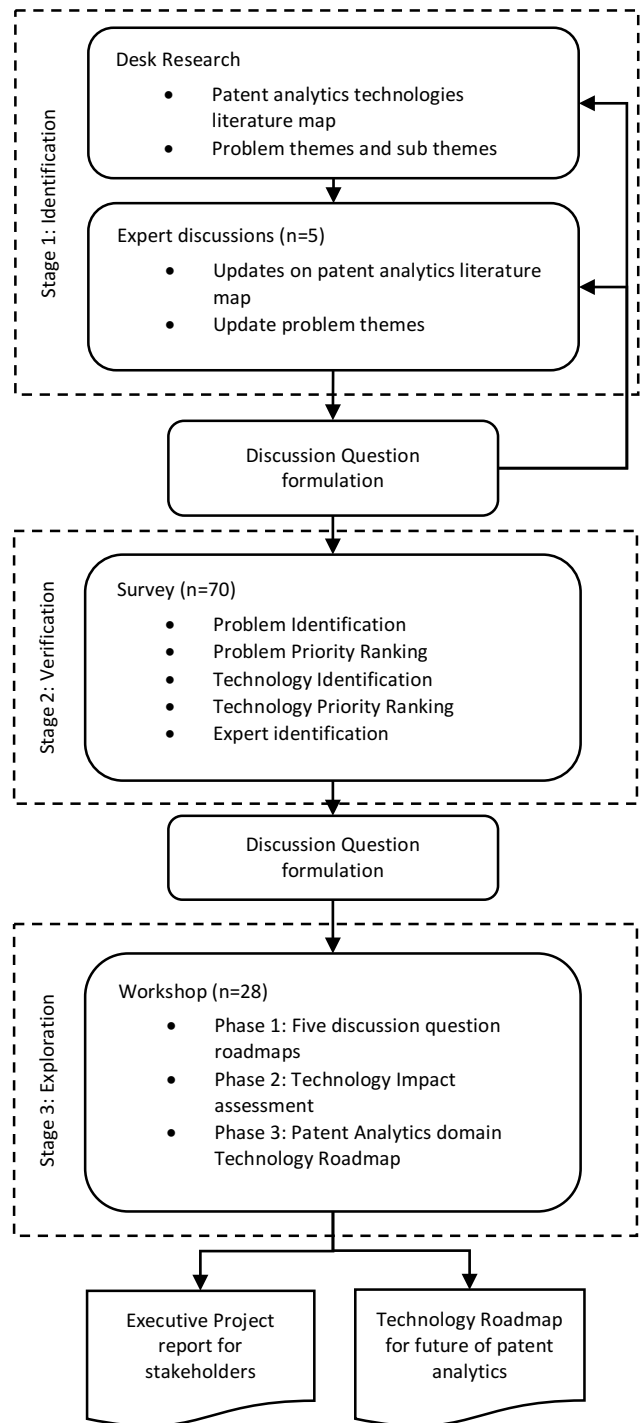 Stage 1: Identification
Desk Research
• Patent analytics technologies
literature map
• Problem themes and sub themes
Expert discussions (n=5)
• Updates on patent analytics literature
map
• Update problem themes
Discussion Question
formulation
Stage 2: Verification
Survey (n=70)
• Problem Identification
• Problem Priority Ranking
• Technology Identification
• Technology Priority Ranking
• Expert identification
Discussion Question
formulation
Stage 3: Exploration
Workshop (n=28)
• Phase 1: Five discussion question
roadmaps
• Phase 2: Technology Impact
assessment
• Phase 3: Patent Analytics domain
Technology Roadmap
Executive Project
report for
stakeholders
Technology Roadmap
for future of patent
analytics